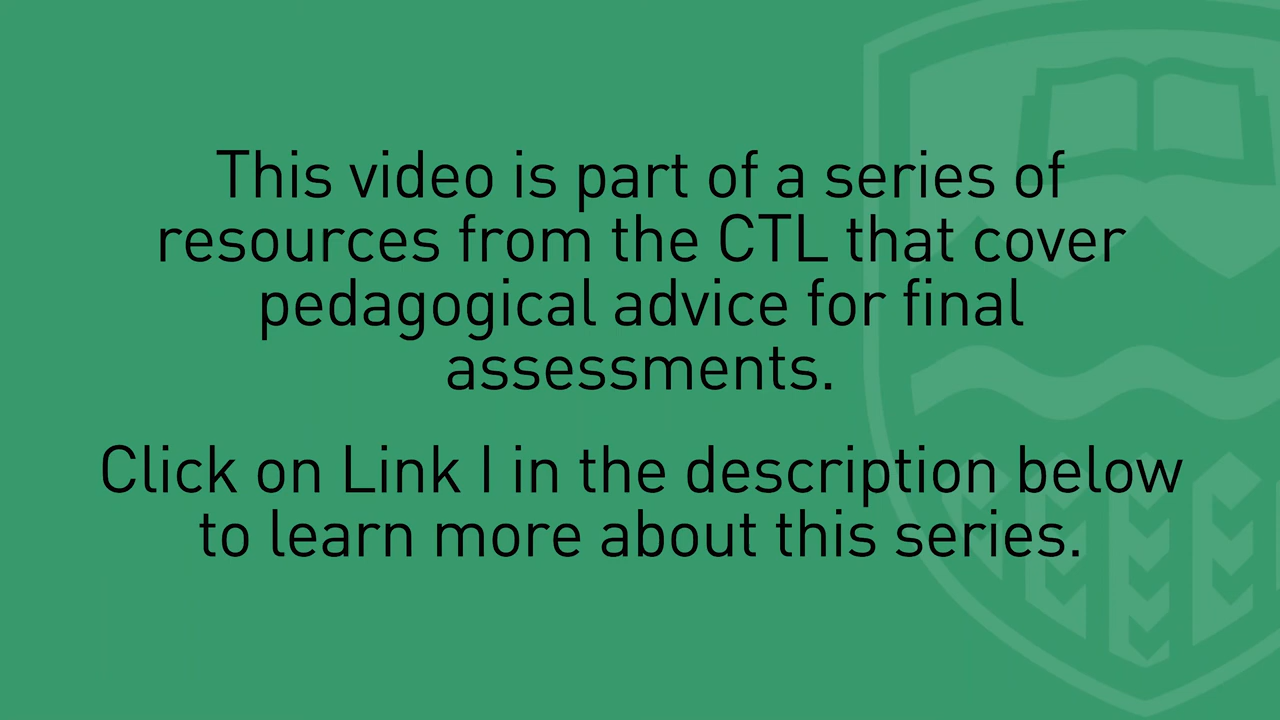 This video is part of a series of
resources from the CTL that cover
pedagogical advice for final
assessments.
Click on Link I in the description below
to learn more about this series.